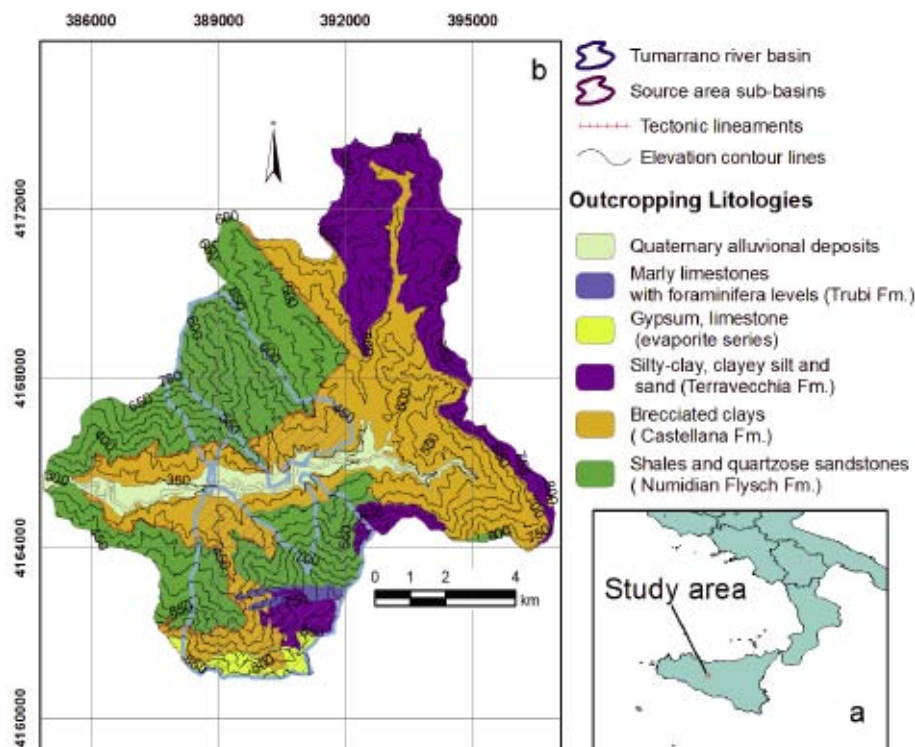 386000 389000 392000 395000
b
4172000
4168000
4164000
4160000
0 2 4
km
Tumarrano river basin
Source area sub-basins
Tectonic lineaments
Elevation contour lines
Outcropping Litologies
Quaternary alluvional deposits
Marly limestones
with foraminifera levels (Trubi Fm.)
Gypsum, limestone
(evaporite series)
Silty-clay, clayey silt and
sand (Terravecchia Fm.)
Brecciated clays
( Castellana Fm.)
Shales and quartzose sandstones
( Numidian Flysch Fm.)
Study area
a